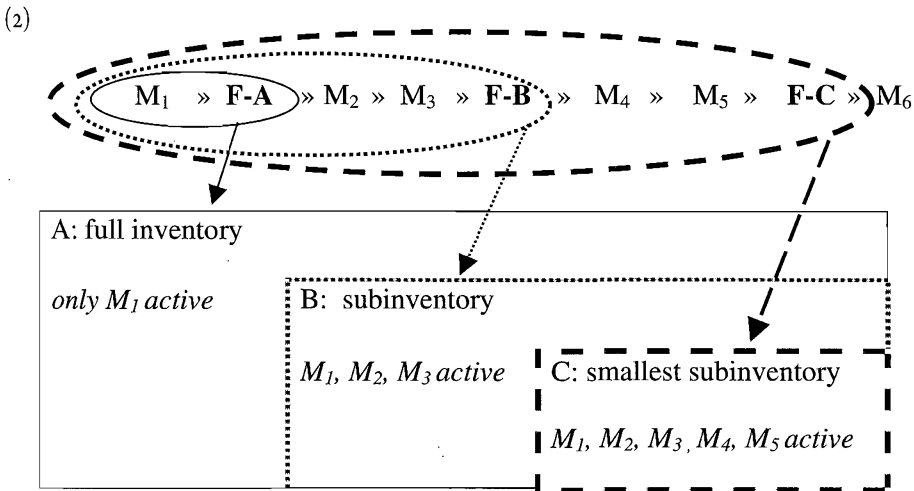 (2)
M₁ » F-A » M₂ » M₃ » F-B » M₄ » M₅ » F-C » M₆
A: full inventory
only M₁ active
B: subinventory
M₁, M₂, M₃ active
C: smallest subinventory
M₁, M₂, M₃, M₄, M₅ active